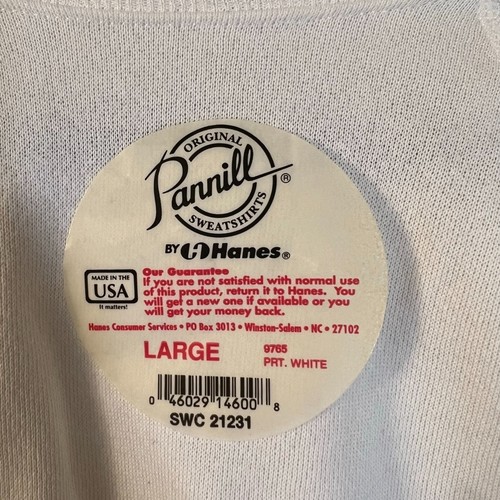 ORIGINAL
Pannill ®
SWEATSHIRTS
BY Hanes®
MADE IN THE
USA
It matters!
Our Guarantee
If you are not satisfied with normal use
of this product, return it to Hanes. You
will get a new one if available or you
will get your money back.
Hanes Consumer Services • PO Box 3013 • Winston-Salem • NC • 27102
LARGE
9765
PRT. WHITE
0 46029 14600 8
SWC 21231